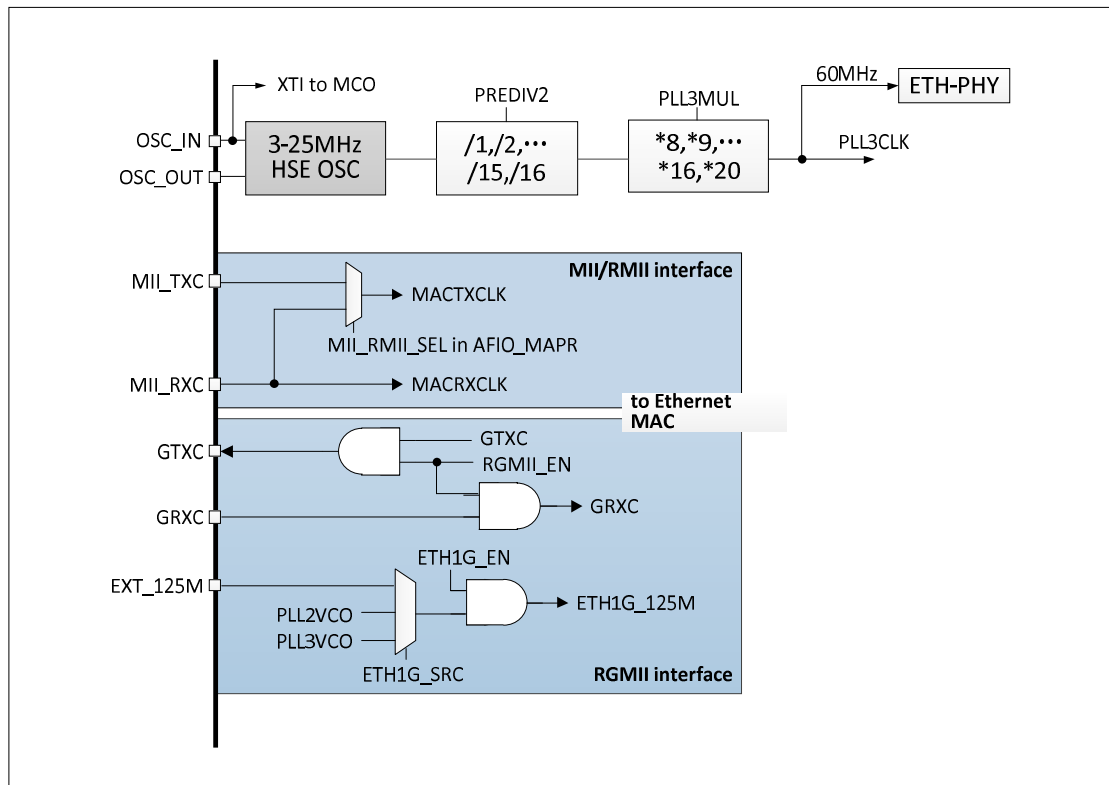 XTI to MCO
OSC_IN
OSC_OUT
3-25MHz
HSE OSC
PREDIV2
/1,/2,···
/15,/16
PLL3MUL
*8,*9,···
*16,*20
60MHz
ETH-PHY
PLL3CLK
MII/RMII interface
MII_TXC
MACTXCLK
MII_RMII_SEL in AFIO_MAPR
MII_RXC
MACRXCLK
to Ethernet
MAC
GTXC
GTXC
RGMII_EN
GRXC
GRXC
ETH1G_EN
EXT_125M
ETH1G_125M
PLL2VCO
PLL3VCO
ETH1G_SRC
RGMII interface